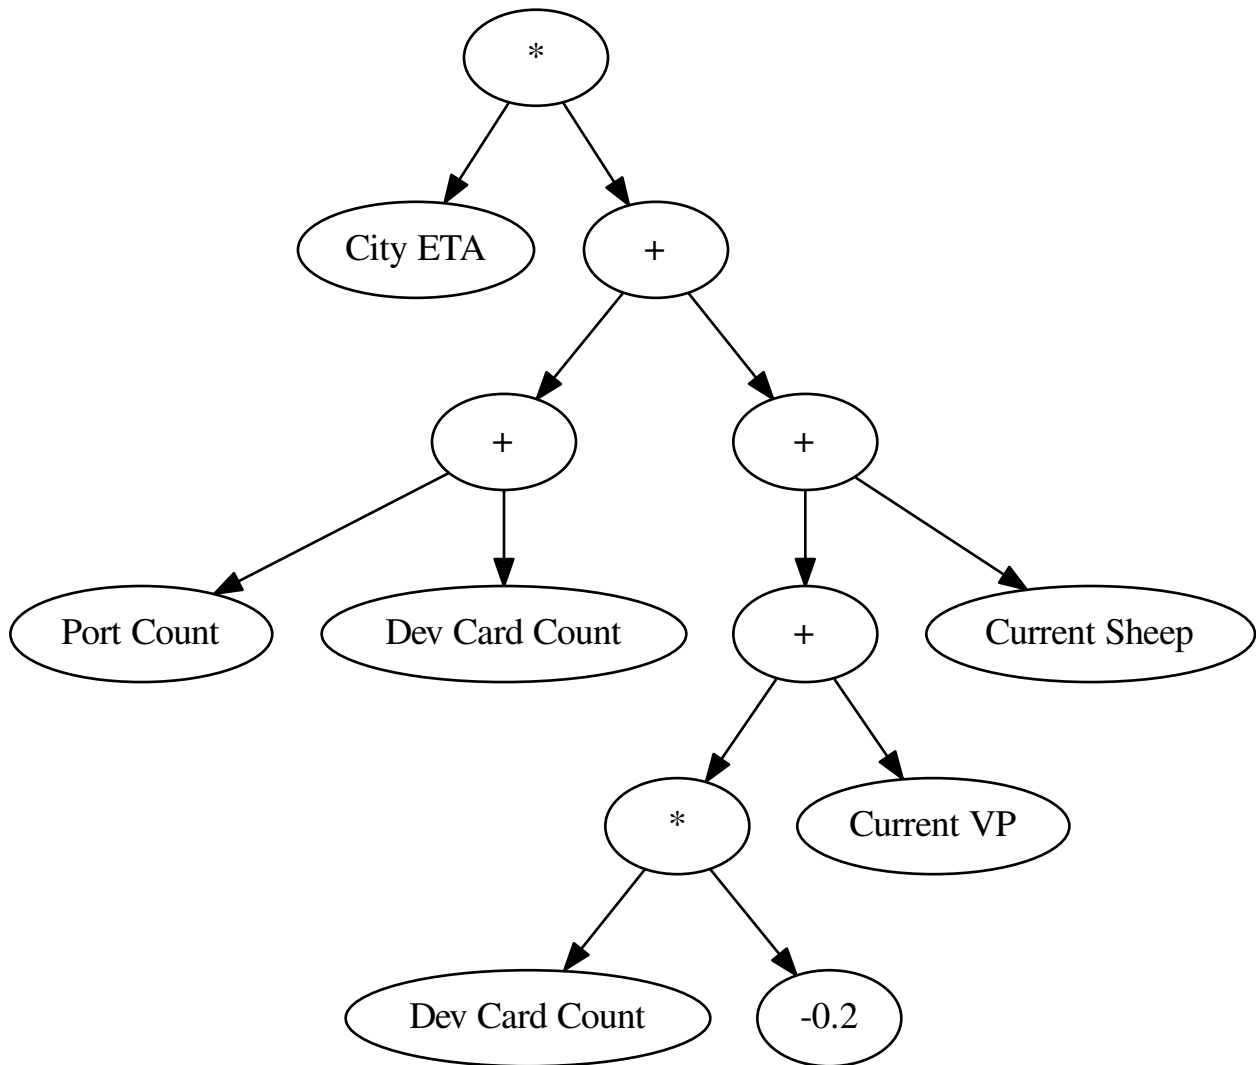 *
City ETA
+
+
+
Port Count
Dev Card Count
+
Current Sheep
*
Current VP
Dev Card Count
-0.2